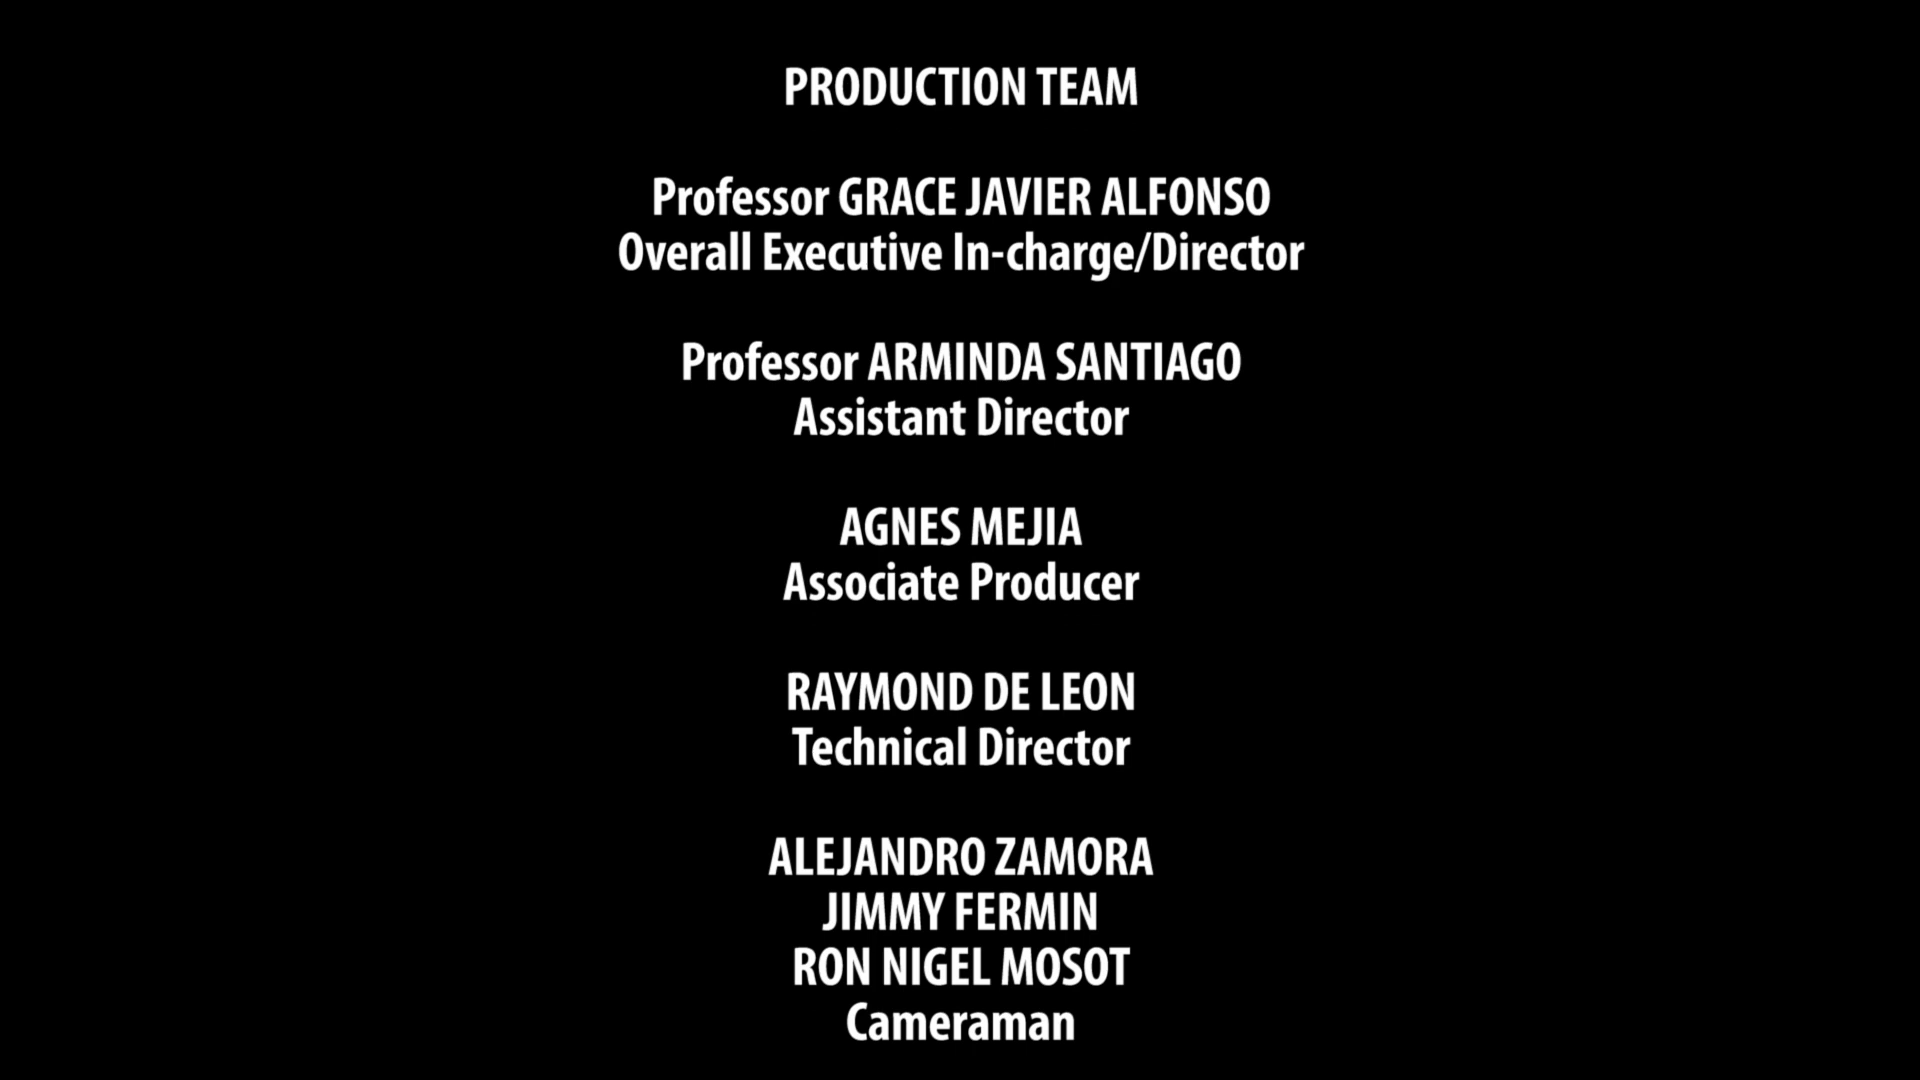 PRODUCTION TEAM
Professor GRACE JAVIER ALFONSO
Overall Executive In-charge/Director
Professor ARMINDA SANTIAGO
Assistant Director
AGNES MEJIA
Associate Producer
RAYMOND DE LEON
Technical Director
ALEJANDRO ZAMORA
JIMMY FERMIN
RON NIGEL MOSOT
Cameraman